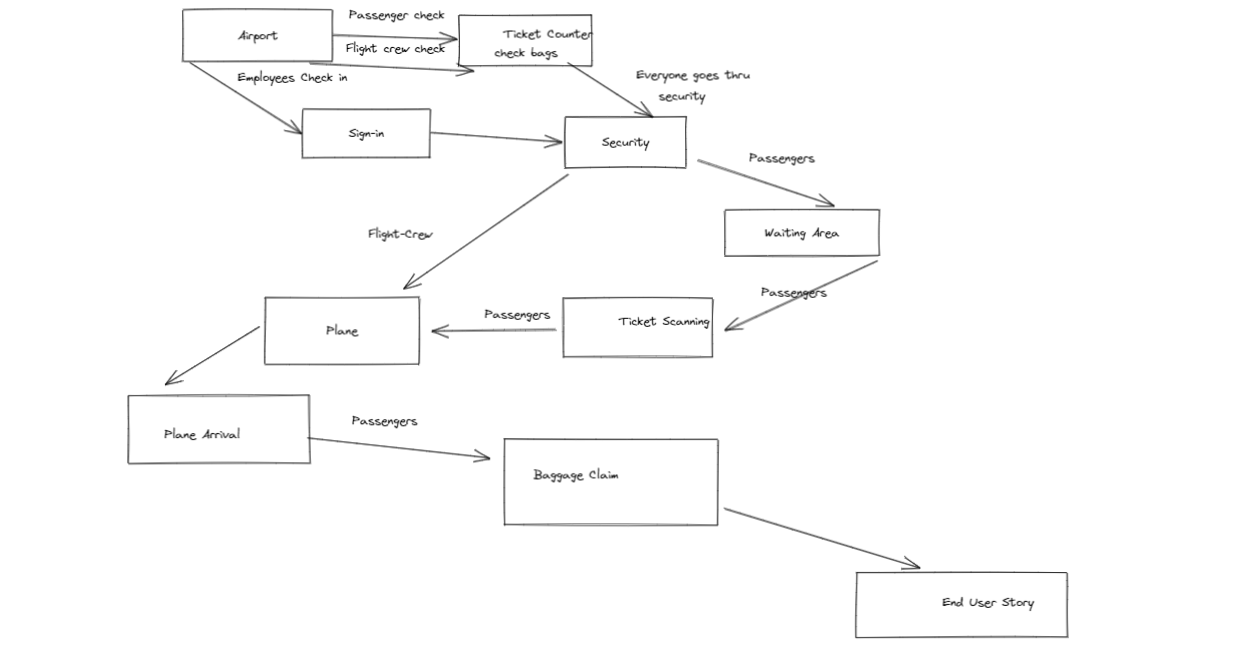 Passenger check
Airport
Ticket Counter
check bags
Flight crew check
Employees Check in
Everyone goes thru
security
Sign-in
Security
Passengers
Waiting Area
Flight-Crew
Passengers
Ticket Scanning
Passengers
Plane
Plane Arrival
Passengers
Baggage Claim
End User Story